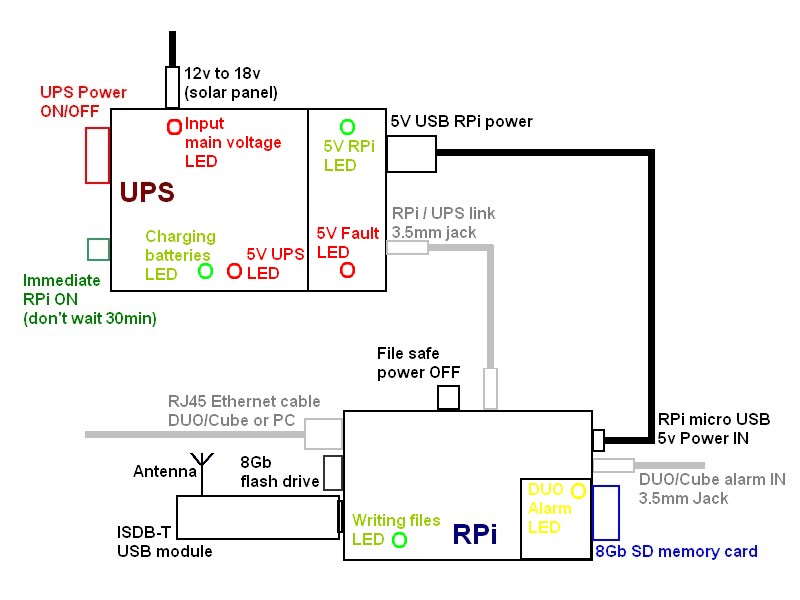 12v to 18v
(solar panel)
UPS Power
ON/OFF
Input
main voltage
LED
5V RPi
LED
5V USB RPi power
UPS
RPi / UPS link
3.5mm jack
Charging
batteries
LED
5V UPS
LED
5V Fault
LED
Immediate
RPi ON
(don't wait 30min)
File safe
power OFF
RJ45 Ethernet cable
DUO/Cube or PC
RPi micro USB
5v Power IN
Antenna
8Gb
flash drive
DUO/Cube alarm IN
3.5mm Jack
DUO
Alarm
LED
Writing files
LED
RPi
ISDB-T
USB module
8Gb SD memory card